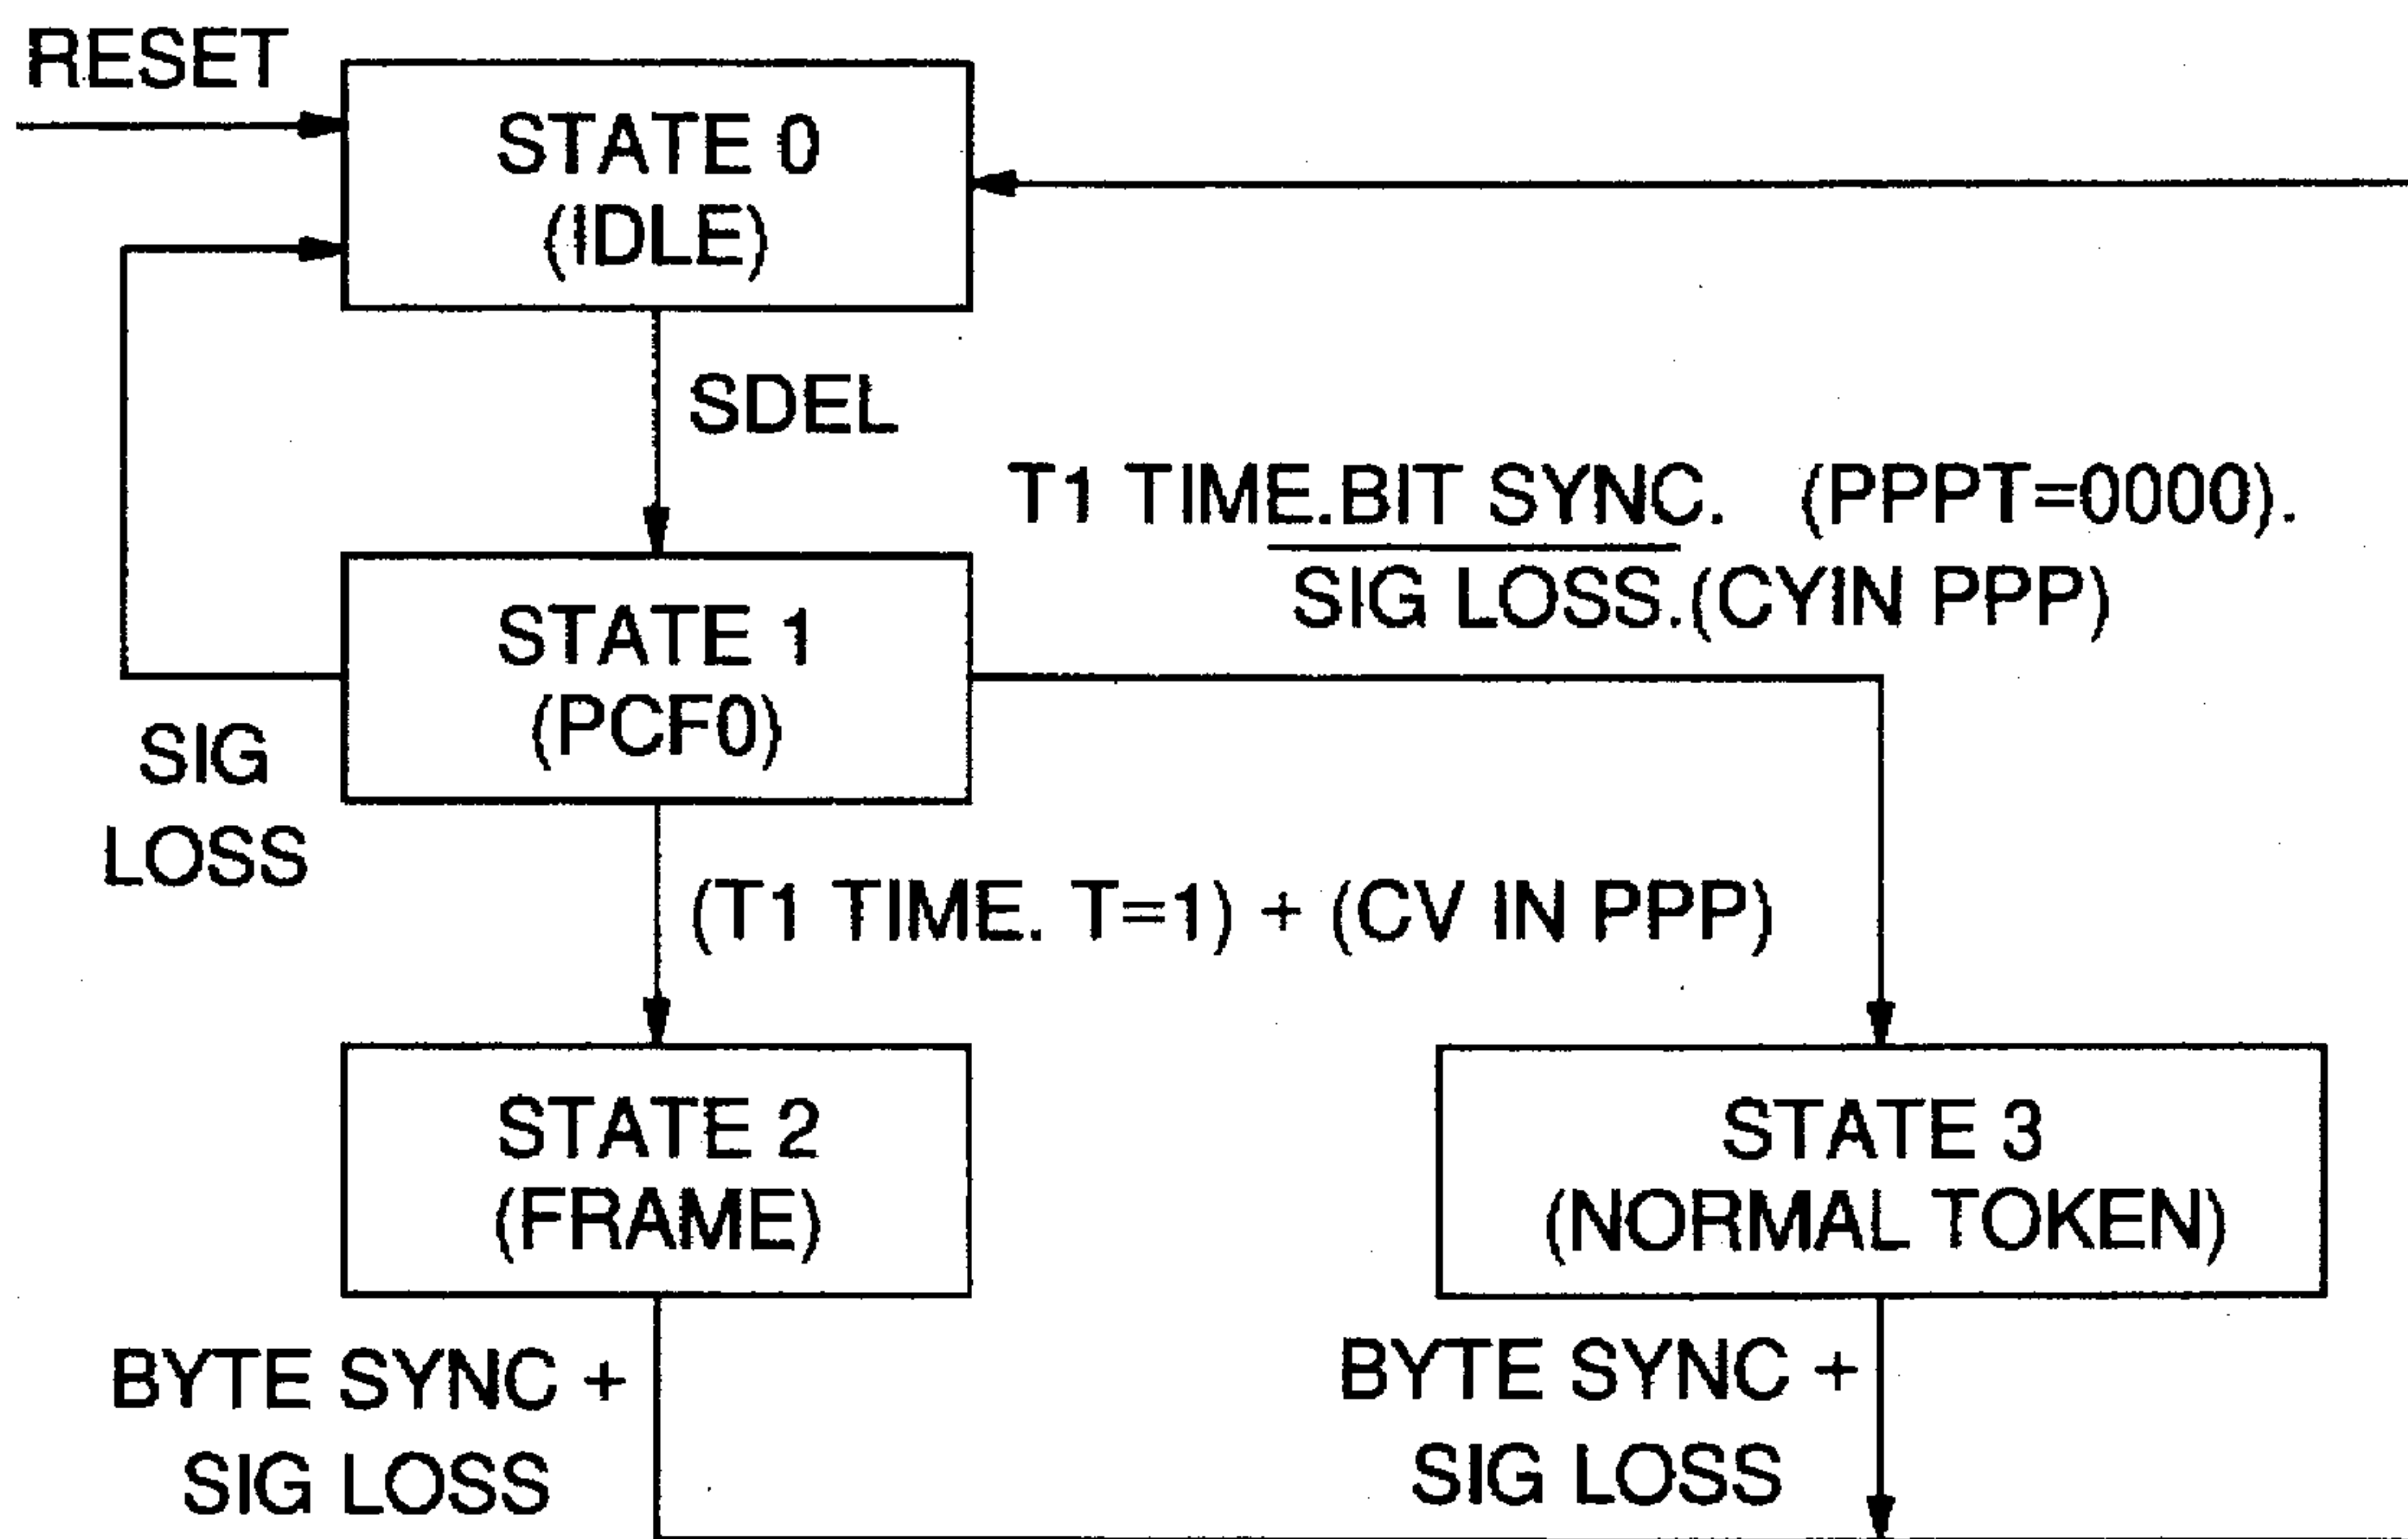 RESET
STATE 0
(IDLE)
SDEL
T1 TIME.BIT SYNC. (PPPT=0000).
SIG LOSS.(CYIN PPP)
STATE 1
(PCF0)
SIG
LOSS
(T1 TIME. T=1) + (CV IN PPP)
STATE 2
(FRAME)
STATE 3
(NORMAL TOKEN)
BYTE SYNC +
SIG LOSS
BYTE SYNC +
SIG LOSS